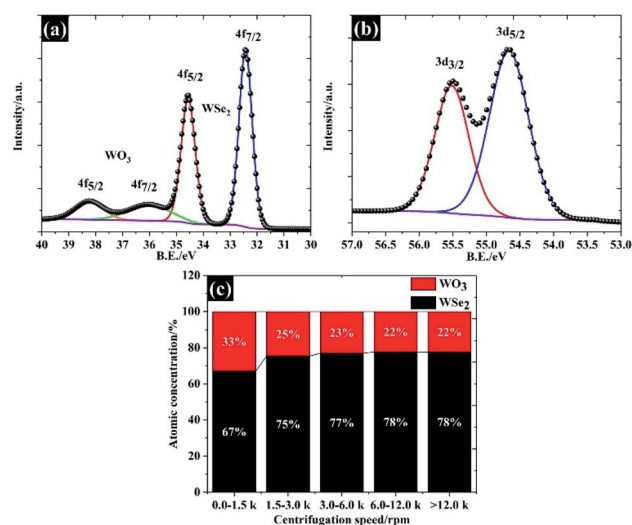 (a)
4f7/2
4f5/2
WSe2
WO3
4f5/2
4f7/2
Intensity/a.u.
40 39 38 37 36 35 34 33 32 31 30
B.E./eV
(b)
3d5/2
3d3/2
Intensity/a.u.
57.0 56.5 56.0 55.5 55.0 54.5 54.0 53.5 53.0
B.E./eV
(c)
WO3
WSe2
Atomic concentration/%
120
100
80
60
40
20
0
33% 25% 23% 22% 22%
67% 75% 77% 78% 78%
0.0-1.5 k 1.5-3.0 k 3.0-6.0 k 6.0-12.0 k >12.0 k
Centrifugation speed/rpm